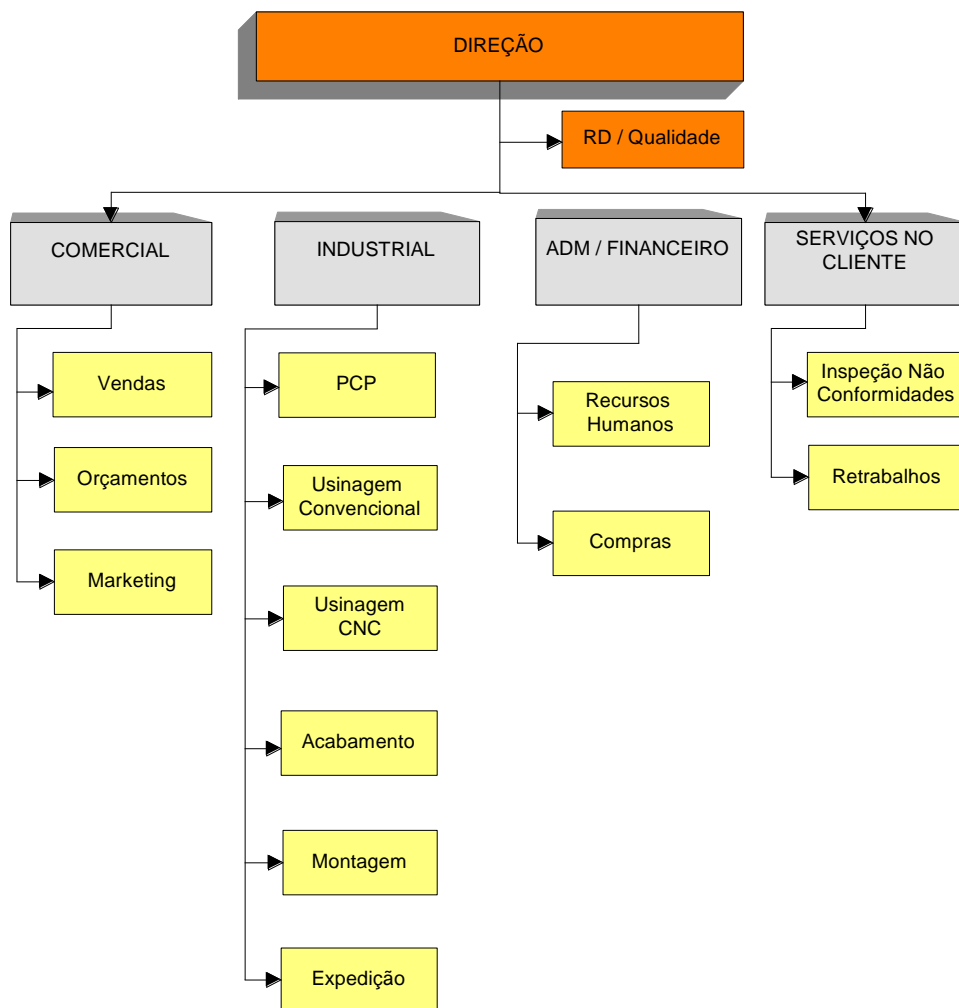 DIREÇÃO
RD / Qualidade
COMERCIAL
INDUSTRIAL
ADM / FINANCEIRO
SERVIÇOS NO
CLIENTE
Vendas
Orçamentos
Marketing
PCP
Usinagem
Convencional
Usinagem
CNC
Acabamento
Montagem
Expedição
Recursos
Humanos
Compras
Inspeção Não
Conformidades
Retrabalhos